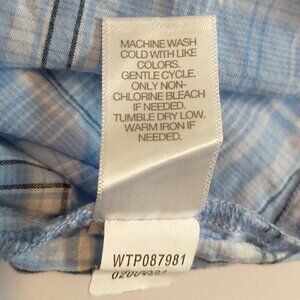 MACHINE WASH
COLD WITH LIKE
COLORS.
GENTLE CYCLE.
ONLY NON-
CHLORINE BLEACH
IF NEEDED.
TUMBLE DRY LOW.
WARM IRON IF
NEEDED.
WTP087981